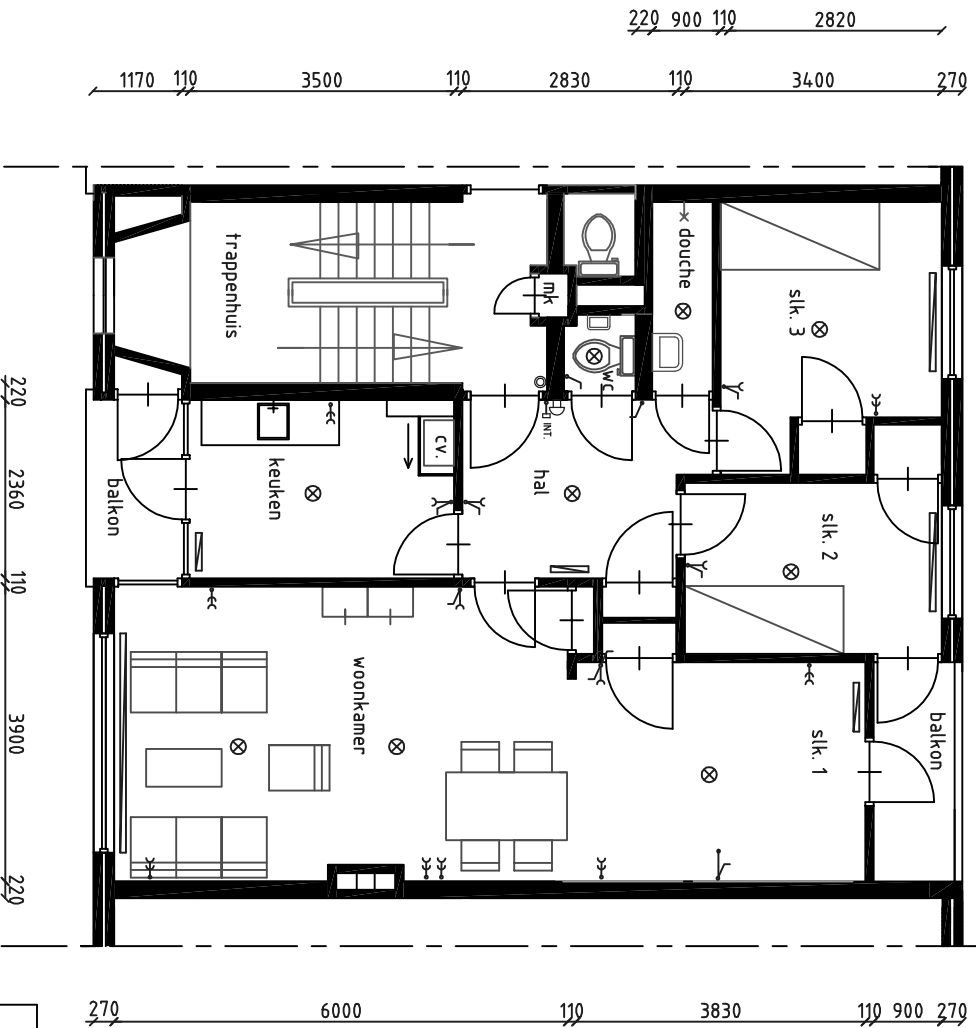 220 900 110 2820
1170 110 3500 110 2830 110 3400 270
trappenhuis
mk
douche
slk. 3
wc
220
2360
110
3900
220
balkon
keuken
cv.
INT.
hal
slk. 2
woonkamer
slk. 1
balkon
270 6000 110 3830 110 900 270